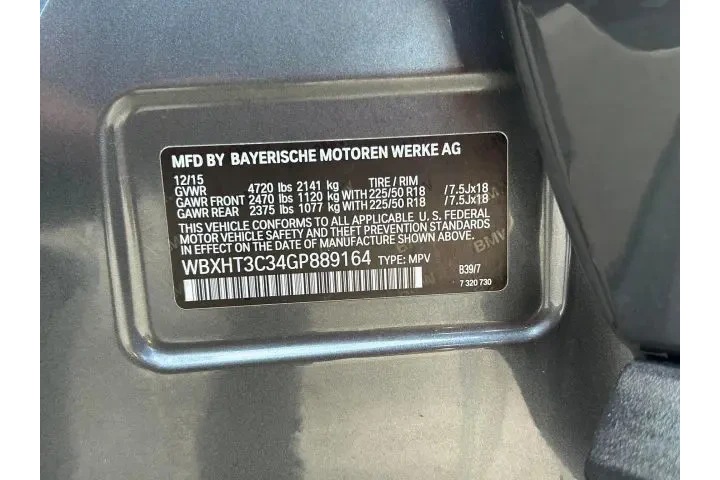 MFD BY BAYERISCHE MOTOREN WERKE AG
12/15
GVWR 4720 lbs 2141 kg TIRE / RIM
GAWR FRONT 2470 lbs 1120 kg WITH 225/50 R18 /7.5Jx18
GAWR REAR 2375 lbs 1077 kg WITH 225/50 R18 /7.5Jx18
THIS VEHICLE CONFORMS TO ALL APPLICABLE U. S. FEDERAL
MOTOR VEHICLE SAFETY AND THEFT PREVENTION STANDARDS
IN EFFECT ON THE DATE OF MANUFACTURE SHOWN ABOVE.
WBXHT3C34GP889164 TYPE: MPV
B39/7
7 320 730
BMW